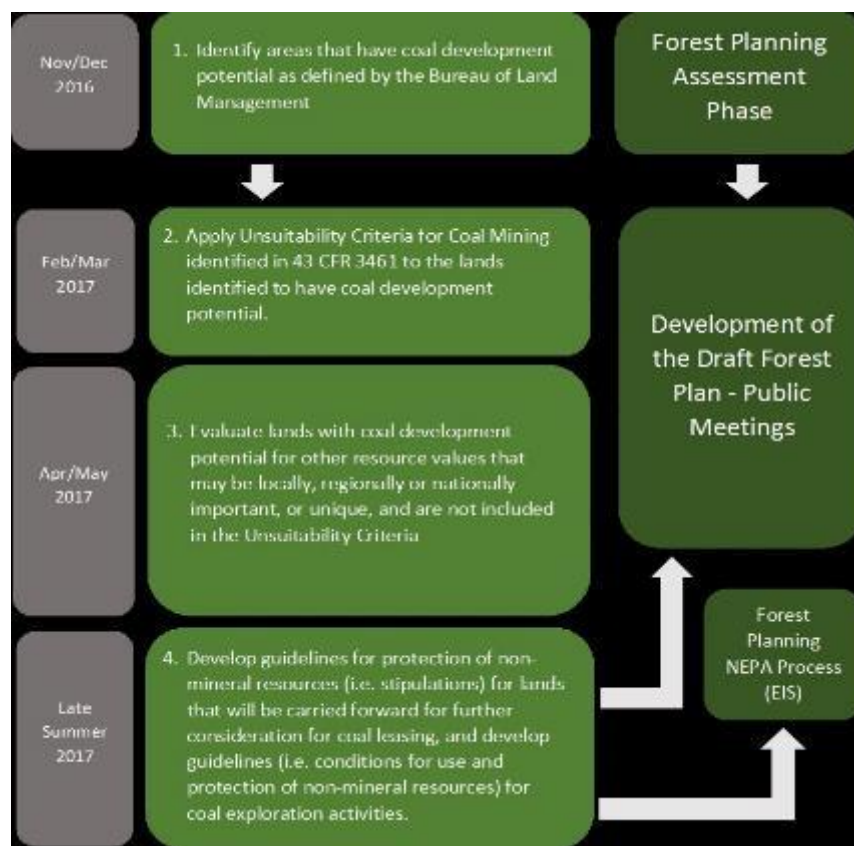 Nov/Dec
2016
1. Identify areas that have coal development
potential as defined by the Bureau of Land
Management
Forest Planning
Assessment
Phase
Feb/Mar
2017
2. Apply Unsuitability Criteria for Coal Mining
identified in 43 CFR 3461 to the lands
identified to have coal development
potential.
Development of
the Draft Forest
Plan - Public
Meetings
Apr/May
2017
3. Evaluate lands with coal development
potential for other resource values that
may be locally, regionally or nationally
important, or unique, and are not included
in the Unsuitability Criteria
Late
Summer
2017
4. Develop guidelines for protection of non-
mineral resources (i.e. stipulations) for lands
that will be carried forward for further
consideration for coal leasing, and develop
guidelines (i.e. conditions for use and
protection of non-mineral resources) for
coal exploration activities.
Forest
Planning
NEPA Process
(EIS)